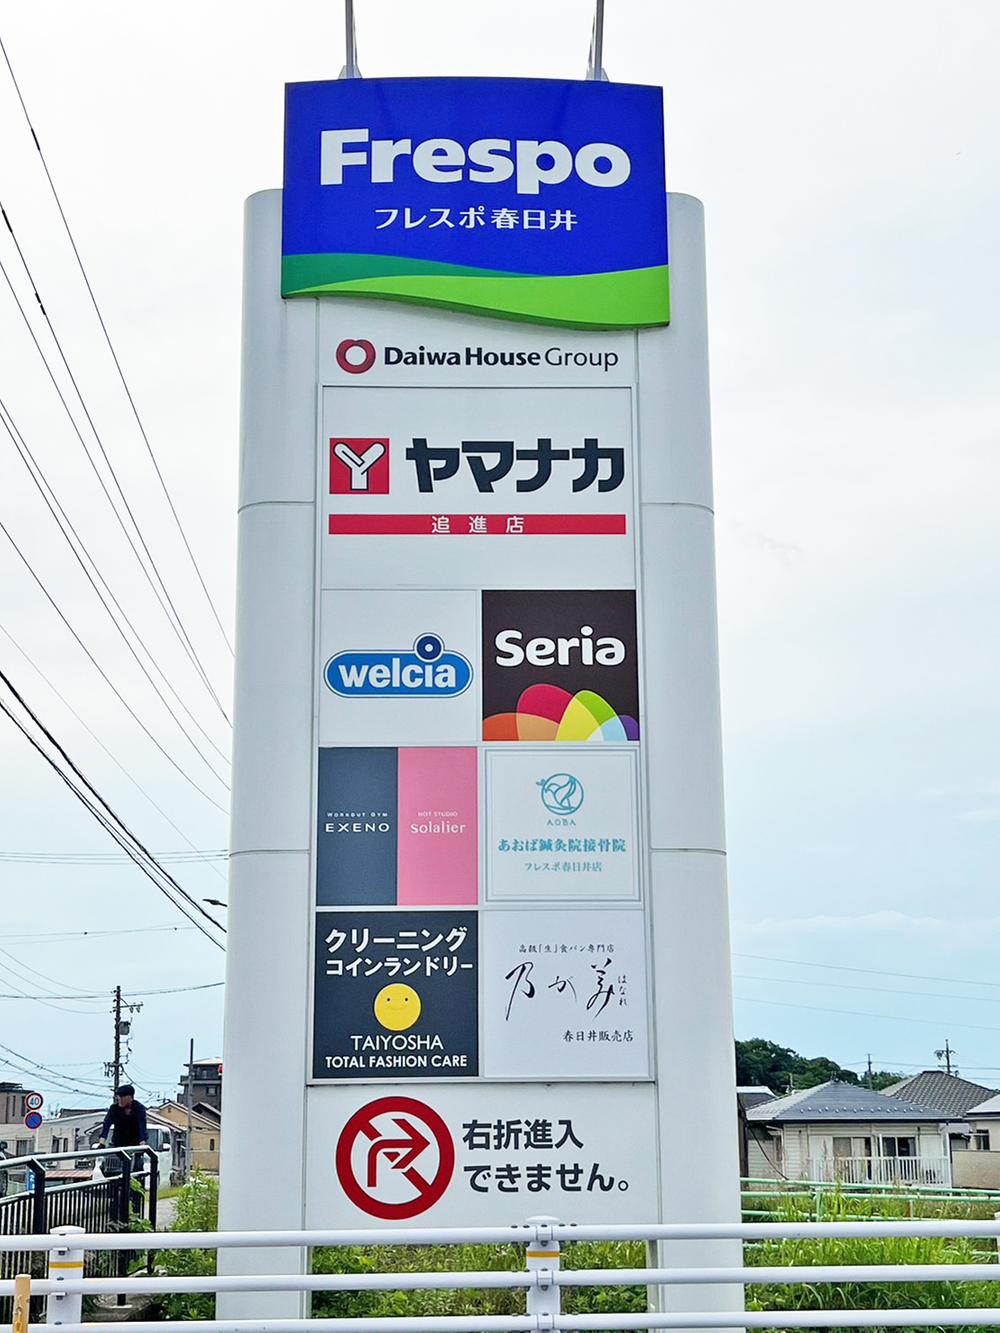 Frespo
フレスポ春日井
Daiwa House Group
ヤマナカ
追進店
welcia
Seria
WORKOUT GYM
EXENO
HOT STUDIO
solalier
AOBA
あおば鍼灸院接骨院
フレスポ春日井店
クリーニング
コインランドリー
TAIYOSHA
TOTAL FASHION CARE
高級「生」食パン専門店
乃が美
はなれ
春日井販売店
右折進入
できません。
40